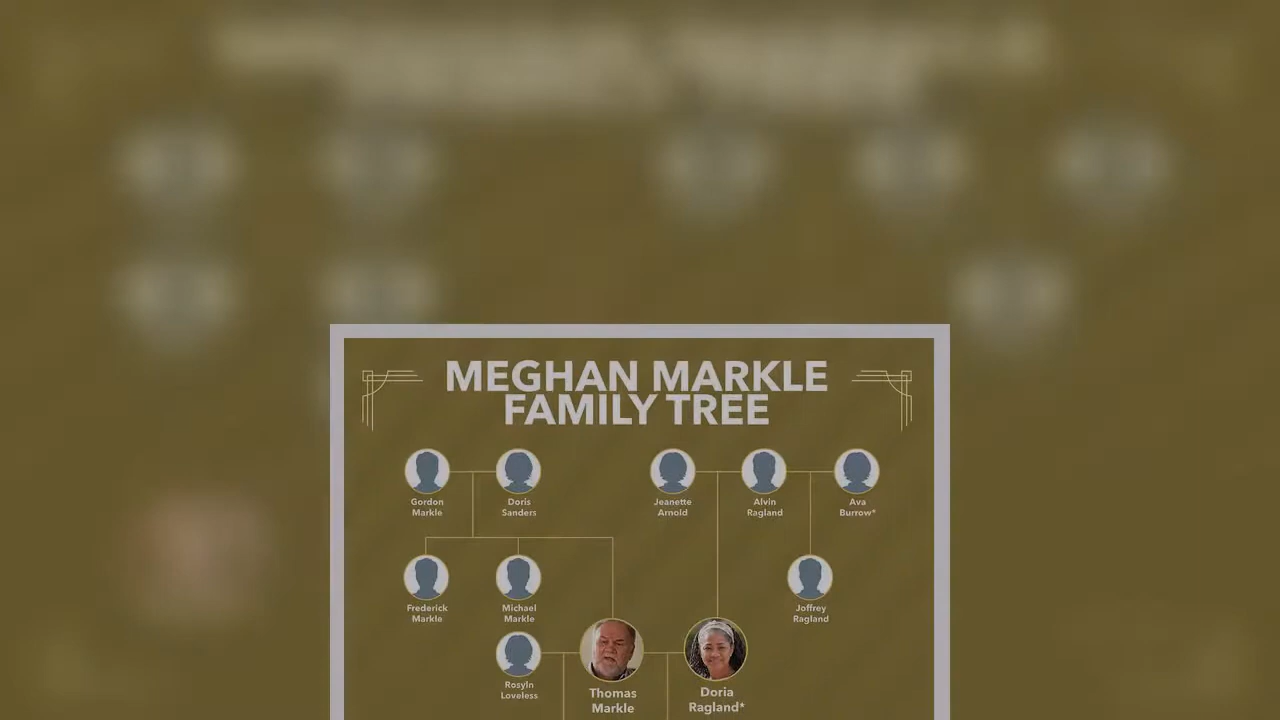 MEGHAN MARKLE
FAMILY TREE
Gordon
Markle
Doris
Sanders
Jeanette
Arnold
Alvin
Ragland
Ava
Burrow*
Frederick
Markle
Michael
Markle
Joffrey
Ragland
Rosyln
Loveless
Thomas
Markle
Doria
Ragland*